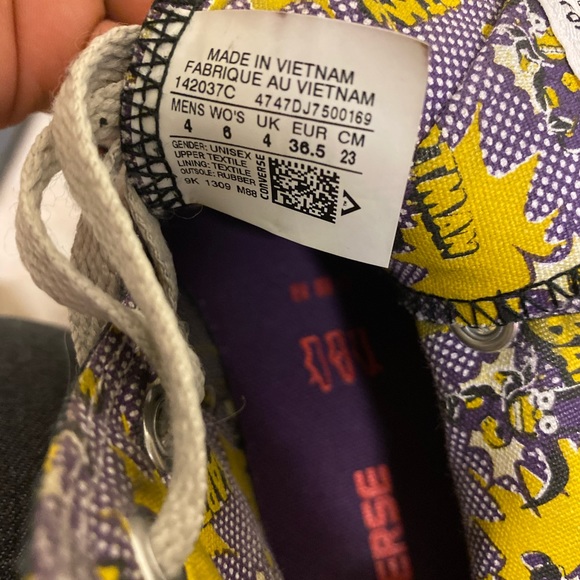 MADE IN VIETNAM
FABRIQUE AU VIETNAM
142037C 4747DJ7500169
MENS WO'S UK EUR CM
4 6 4 36.5 23
GENDER: UNISEX
UPPER: TEXTILE
LINING: TEXTILE
OUTSOLE: RUBBER
9K 1309 M88
CONVERSE
ERSE